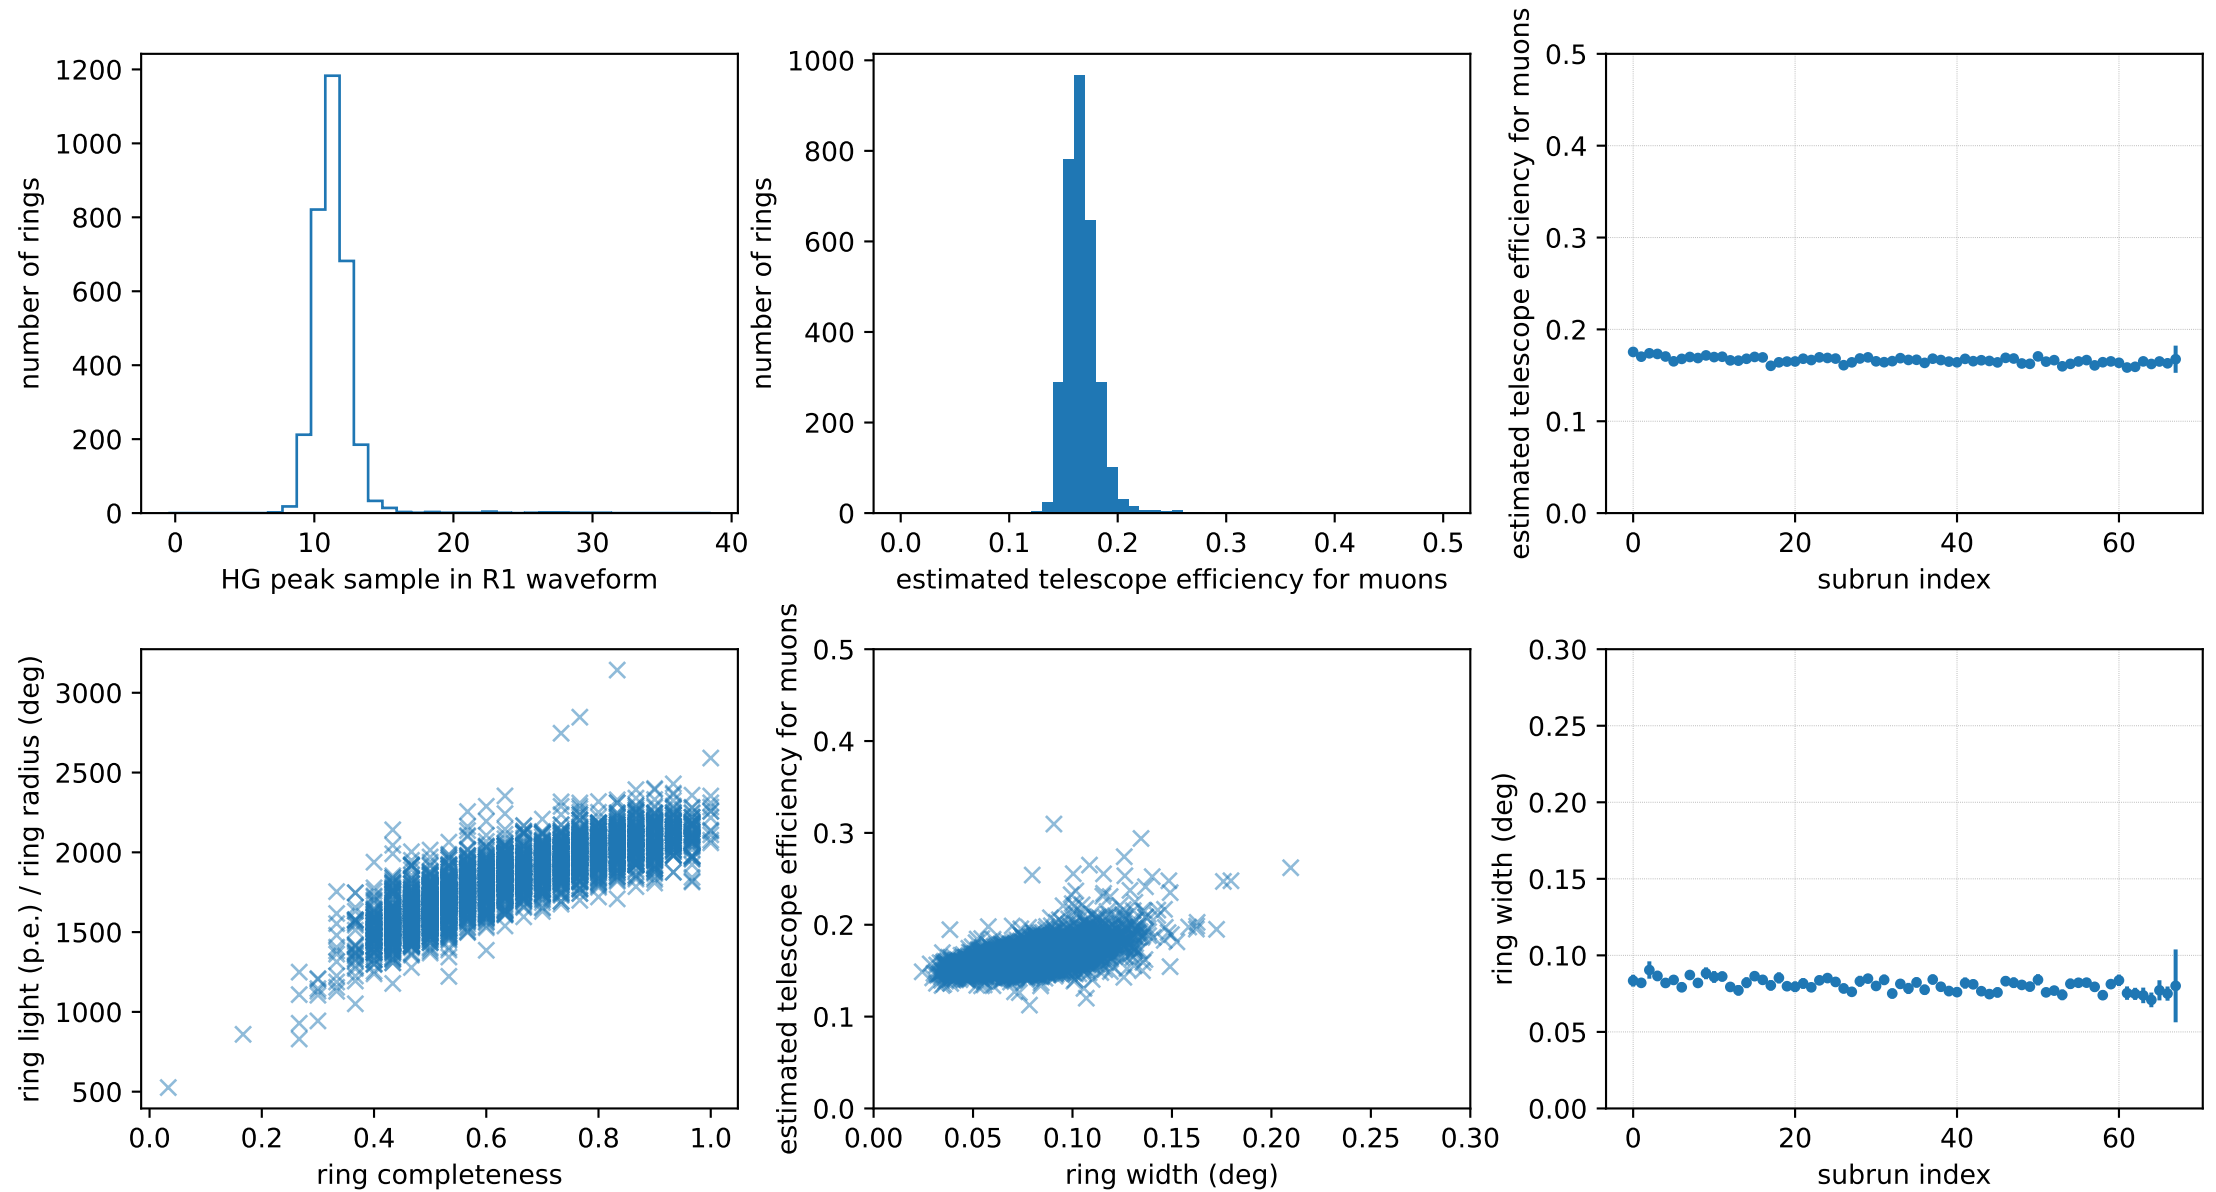 number of rings
1200
1000
800
600
400
200
0
0 10 20 30 40
HG peak sample in R1 waveform
number of rings
1000
800
600
400
200
0
0.0 0.1 0.2 0.3 0.4 0.5
estimated telescope efficiency for muons
estimated telescope efficiency for muons
0.5
0.4
0.3
0.2
0.1
0.0
0 20 40 60
subrun index
ring light (p.e.) / ring radius (deg)
3000
2500
2000
1500
1000
500
0.0 0.2 0.4 0.6 0.8 1.0
ring completeness
estimated telescope efficiency for muons
0.5
0.4
0.3
0.2
0.1
0.0
0.00 0.05 0.10 0.15 0.20 0.25 0.30
ring width (deg)
ring width (deg)
0.30
0.25
0.20
0.15
0.10
0.05
0.00
0 20 40 60
subrun index